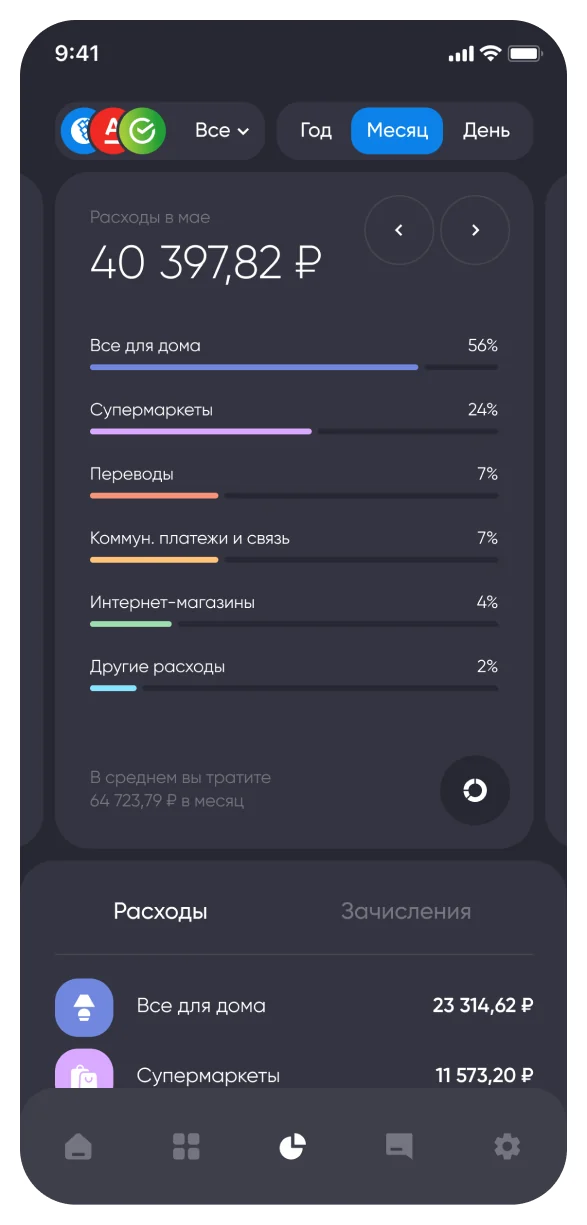 9:41
Все
Год Месяц День
Расходы в мае
40 397,82 ₽
Все для дома 56%
Супермаркеты 24%
Переводы 7%
Коммун. платежи и связь 7%
Интернет-магазины 4%
Другие расходы 2%
В среднем вы тратите
64 723,79 ₽ в месяц
Расходы Зачисления
Все для дома 23 314,62 ₽
Супермаркеты 11 573,20 ₽